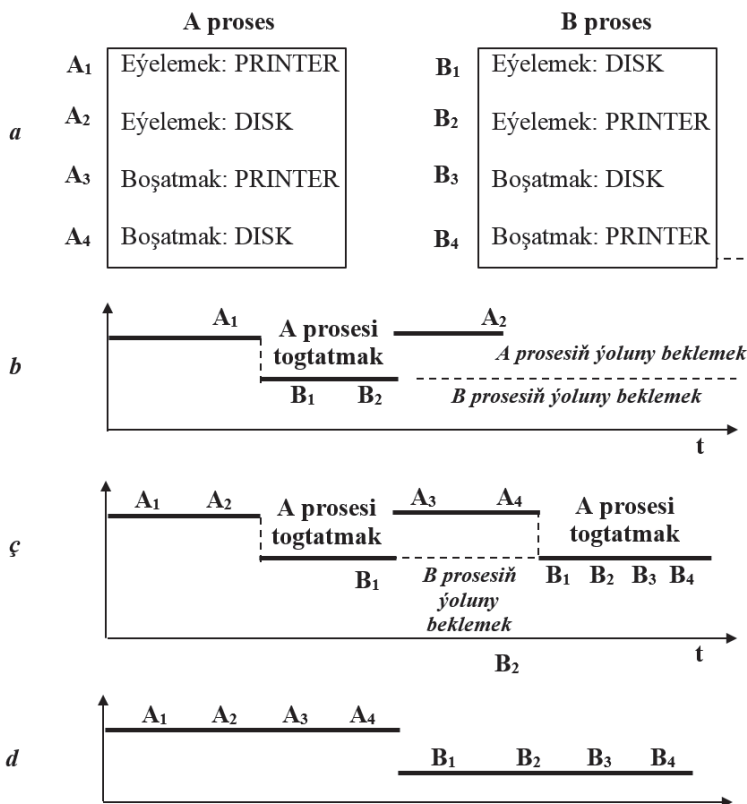 A proses B proses
a
A₁ Eýelemek: PRINTER B₁ Eýelemek: DISK
A₂ Eýelemek: DISK B₂ Eýelemek: PRINTER
A₃ Boşatmak: PRINTER B₃ Boşatmak: DISK
A₄ Boşatmak: DISK B₄ Boşatmak: PRINTER
b
A₁ A prosesi A₂
togtatmak
A prosesiň ýoluny beklemek
B₁ B₂ B prosesiň ýoluny beklemek
t
ç
A₁ A₂ A prosesi A₃ A₄ A prosesi
togtatmak togtatmak
B₁ B prosesiň B₁ B₂ B₃ B₄
ýoluny
beklemek
t
B₂
d
A₁ A₂ A₃ A₄
B₁ B₂ B₃ B₄